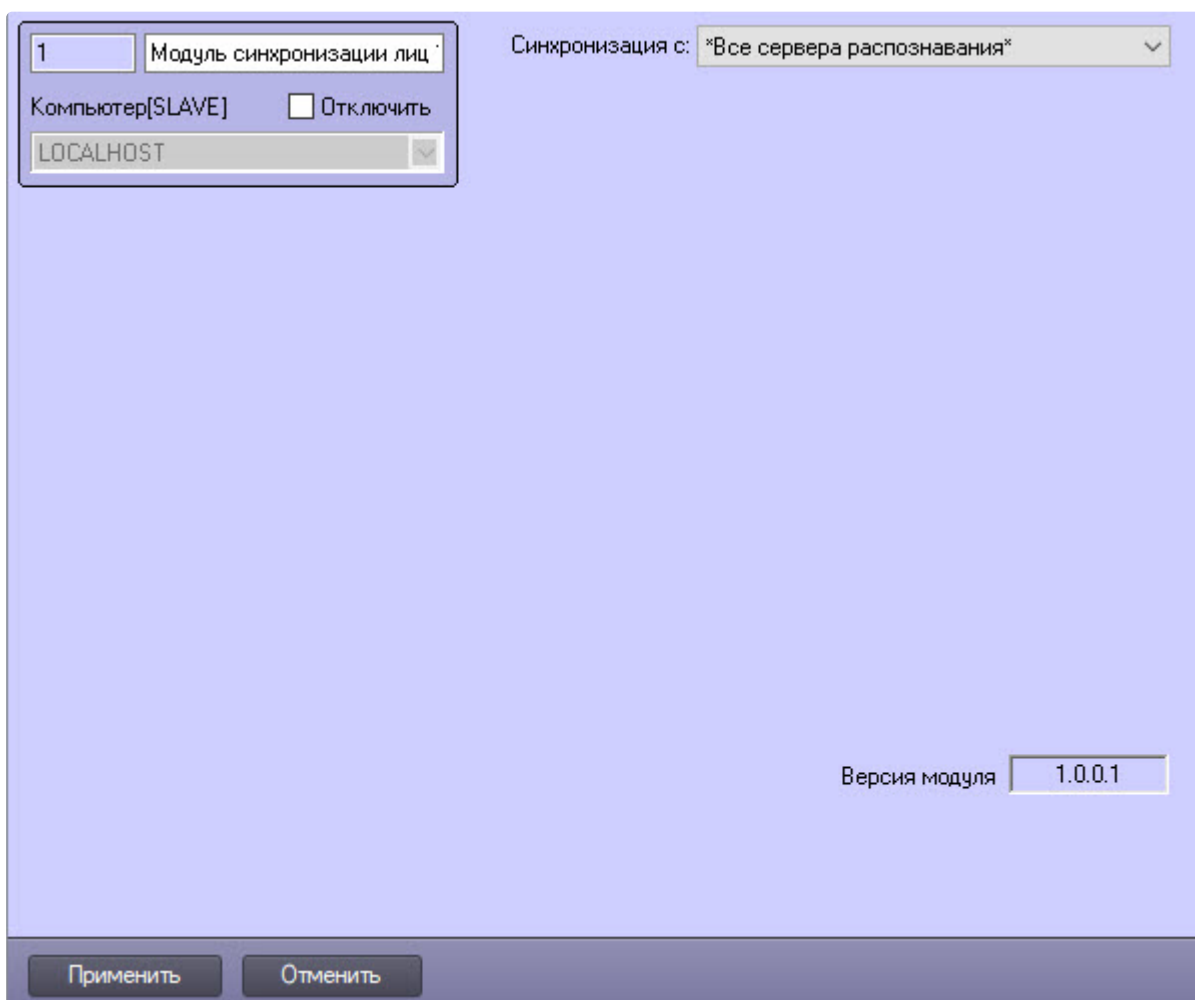 1 Модуль синхронизации лиц
Синхронизация с: *Все сервера распознавания*
Компьютер[SLAVE] Отключить
LOCALHOST
Версия модуля 1.0.0.1
Применить Отменить